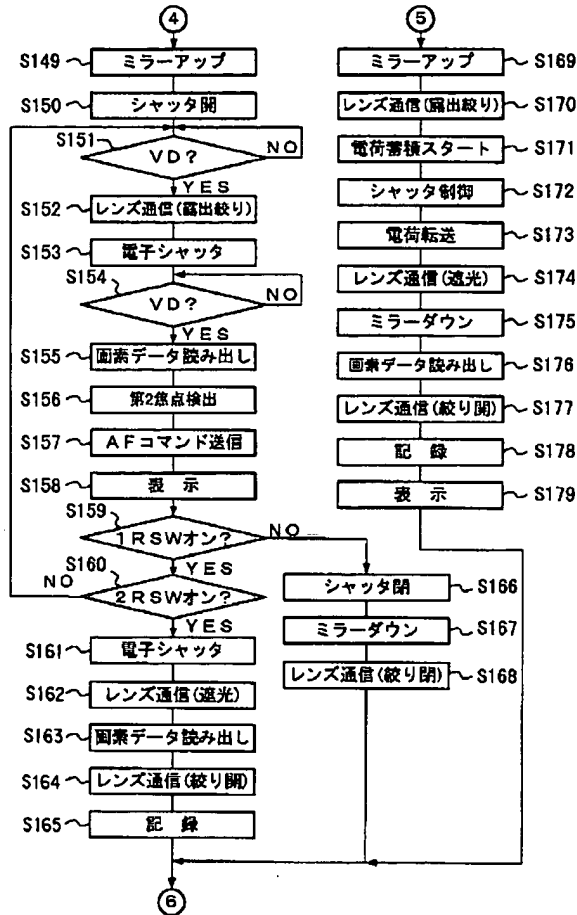 4
S149
ミラーアップ
S150
シャッタ開
S151
VD?
NO
YES
S152
レンズ通信(露出絞り)
S153
電子シャッタ
S154
VD?
NO
YES
S155
画素データ読み出し
S156
第2焦点検出
S157
AFコマンド送信
S158
表 示
S159
1RSWオン?
NO
YES
S160
2RSWオン?
NO
YES
S161
電子シャッタ
S162
レンズ通信(遮光)
S163
画素データ読み出し
S164
レンズ通信(絞り開)
S165
記 録
シャッタ閉
S166
ミラーダウン
S167
レンズ通信(絞り閉)
S168
5
ミラーアップ
S169
レンズ通信(露出絞り)
S170
電荷蓄積スタート
S171
シャッタ制御
S172
電荷転送
S173
レンズ通信(遮光)
S174
ミラーダウン
S175
画素データ読み出し
S176
レンズ通信(絞り開)
S177
記 録
S178
表 示
S179
6